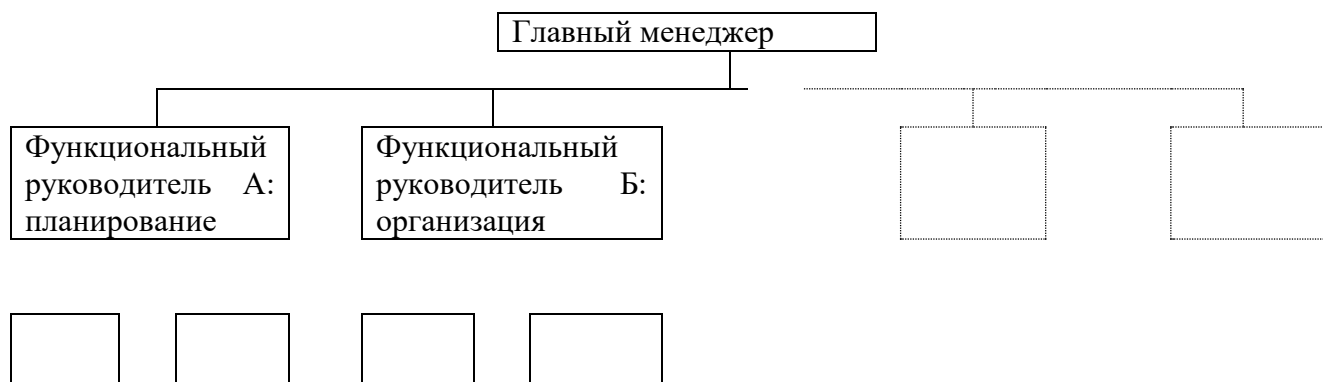 Главный менеджер
Функциональный
руководитель А:
планирование
Функциональный
руководитель Б:
организация